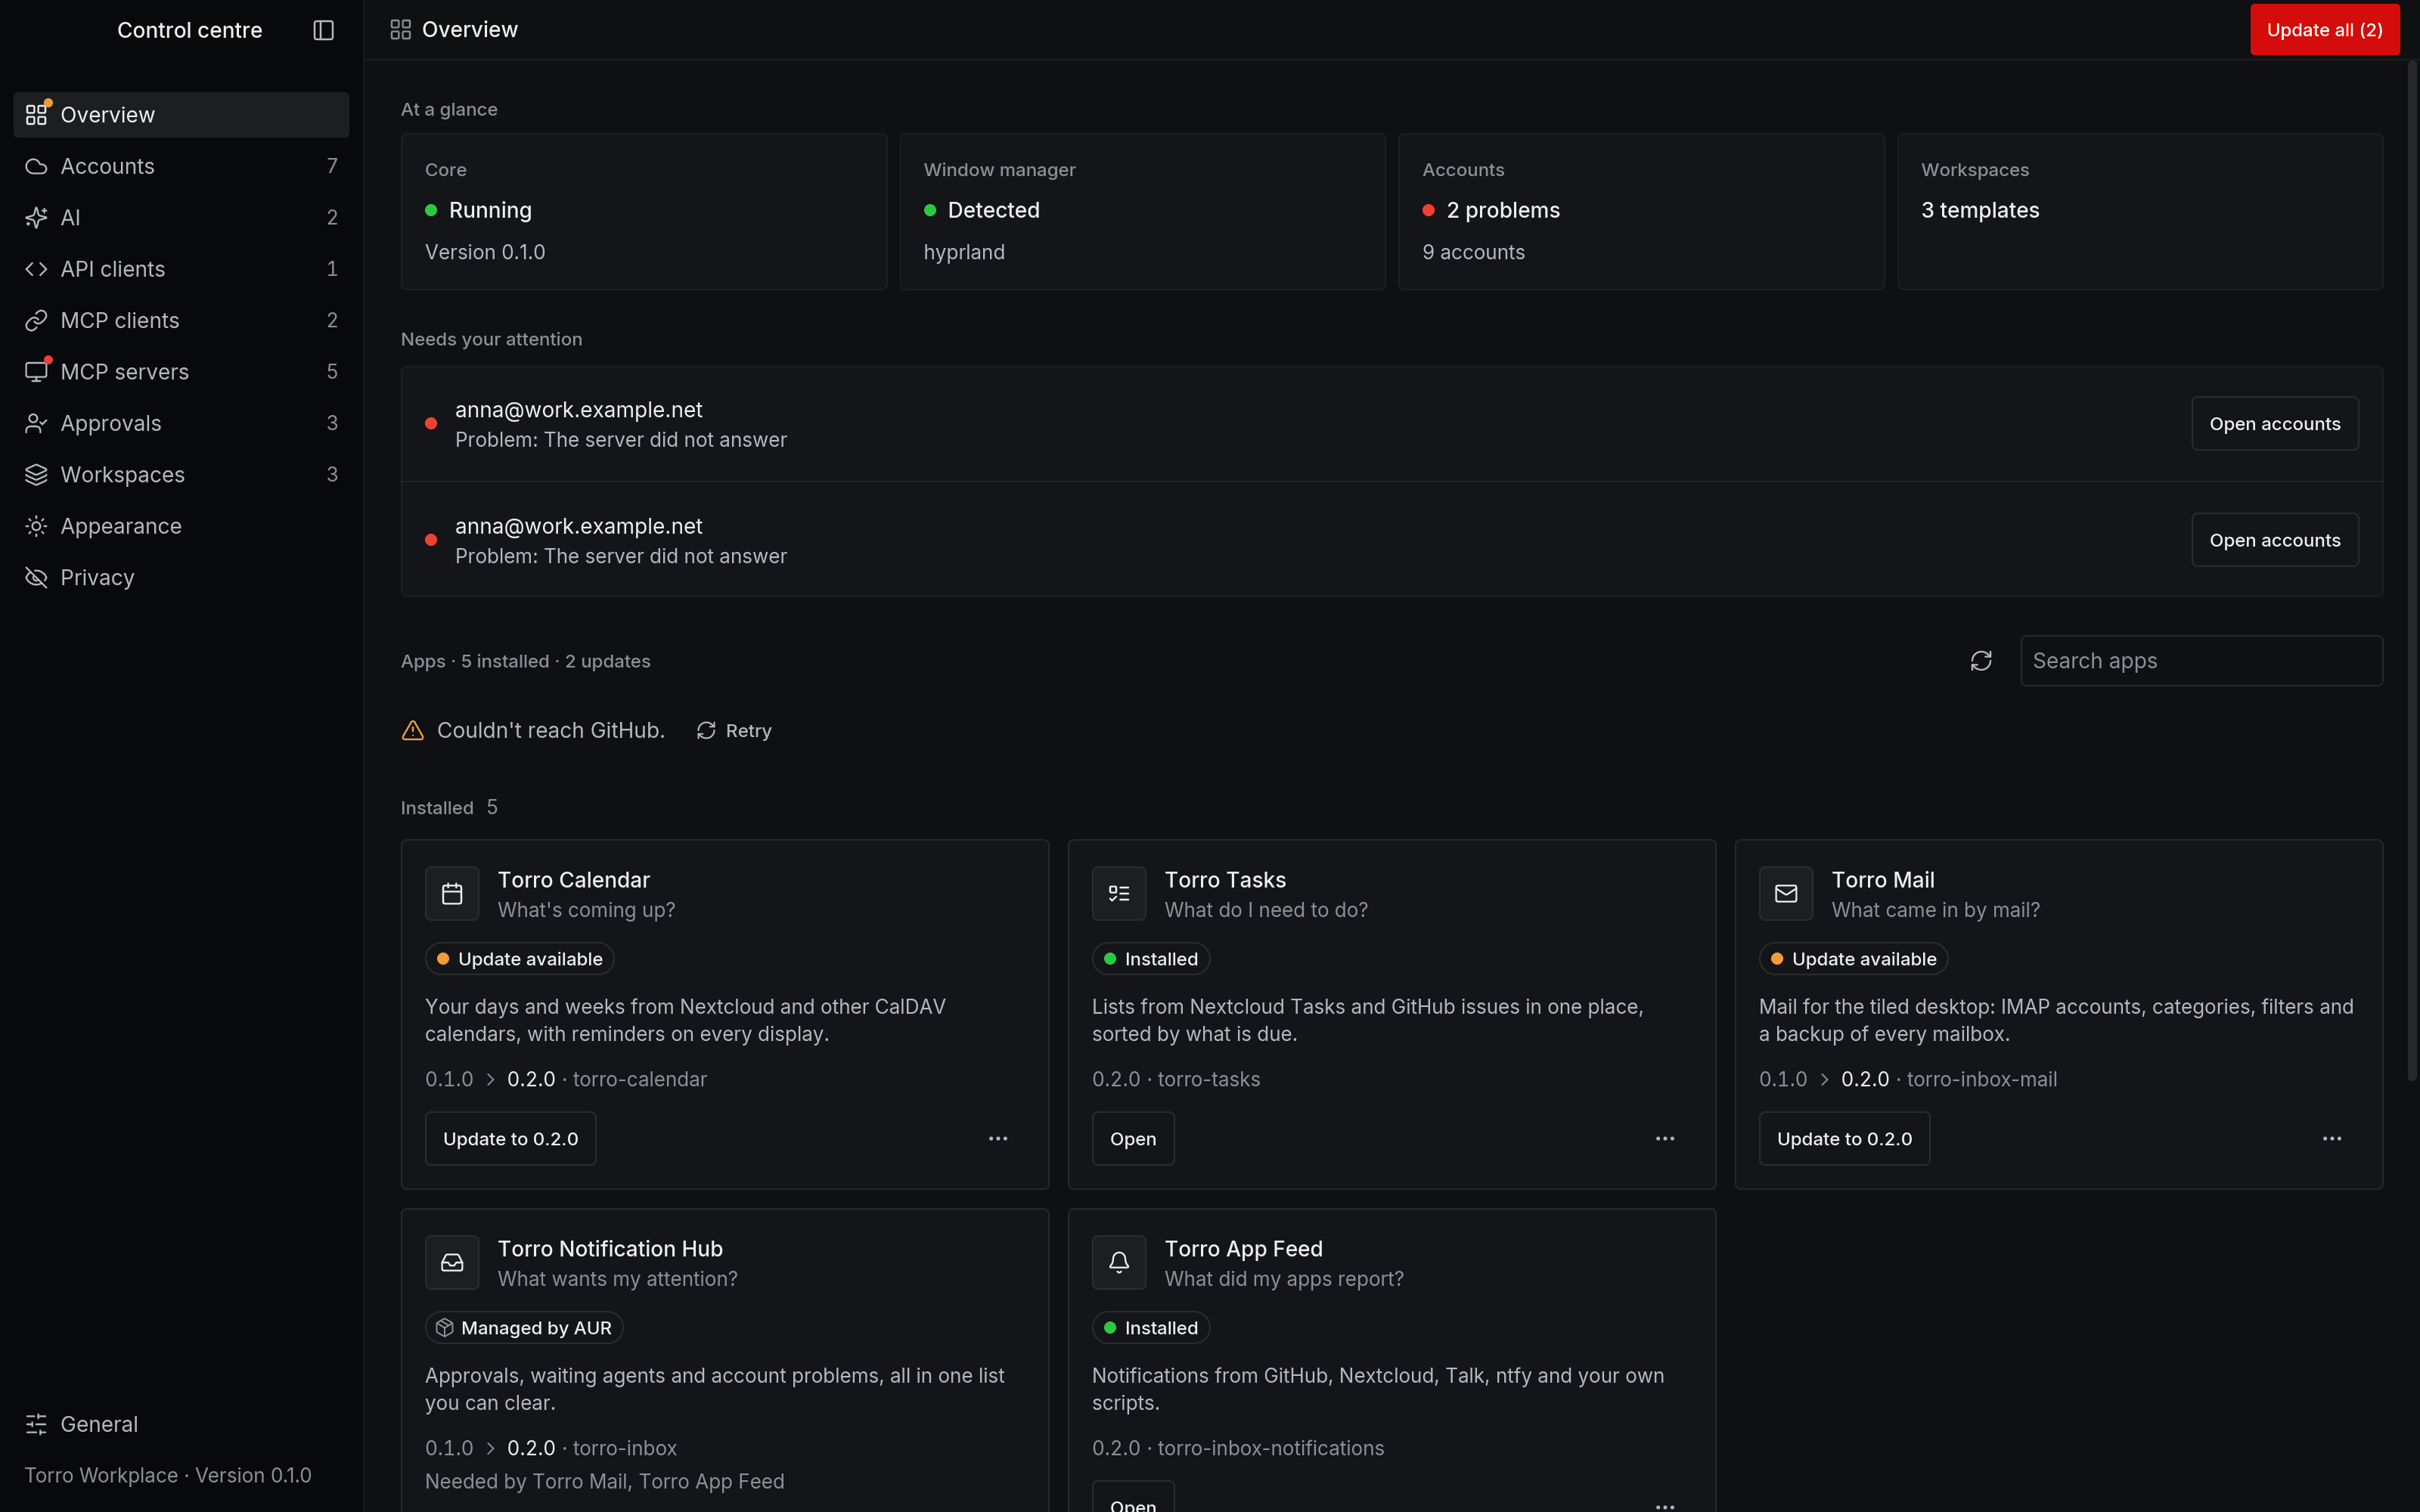 Control centre
Overview
Accounts 7
AI 2
API clients 1
MCP clients 2
MCP servers 5
Approvals 3
Workspaces 3
Appearance
Privacy
General
Torro Workplace · Version 0.1.0
Overview
Update all (2)
At a glance
Core
Running
Version 0.1.0
Window manager
Detected
hyprland
Accounts
2 problems
9 accounts
Workspaces
3 templates
Needs your attention
anna@work.example.net
Problem: The server did not answer
Open accounts
anna@work.example.net
Problem: The server did not answer
Open accounts
Apps · 5 installed · 2 updates
Search apps
Couldn't reach GitHub. Retry
Installed 5
Torro Calendar
What's coming up?
Update available
Your days and weeks from Nextcloud and other CalDAV
calendars, with reminders on every display.
0.1.0 > 0.2.0 · torro-calendar
Update to 0.2.0
Torro Tasks
What do I need to do?
Installed
Lists from Nextcloud Tasks and GitHub issues in one place,
sorted by what is due.
0.2.0 · torro-tasks
Open
Torro Mail
What came in by mail?
Update available
Mail for the tiled desktop: IMAP accounts, categories, filters and
a backup of every mailbox.
0.1.0 > 0.2.0 · torro-inbox-mail
Update to 0.2.0
Torro Notification Hub
What wants my attention?
Managed by AUR
Approvals, waiting agents and account problems, all in one list
you can clear.
0.1.0 > 0.2.0 · torro-inbox
Needed by Torro Mail, Torro App Feed
Torro App Feed
What did my apps report?
Installed
Notifications from GitHub, Nextcloud, Talk, ntfy and your own
scripts.
0.2.0 · torro-inbox-notifications
Open